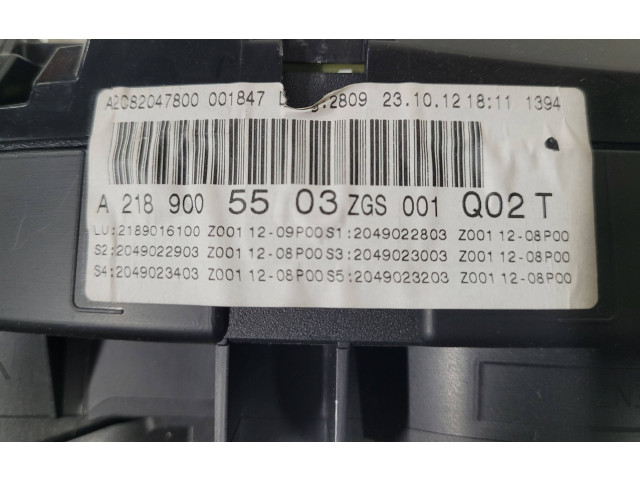 A2C82047800 001847 :2809 23.10.12 18:11 1394
A 218 900 55 03 ZGS 001 Q02 T
LU:2189016100 Z001 12-09P00 S1:2049022803 Z001 12-08P00
S2:2049022903 Z001 12-08P00 S3:2049023003 Z001 12-08P00
S4:2049023403 Z001 12-08P00 S5:2049023203 Z001 12-08P00